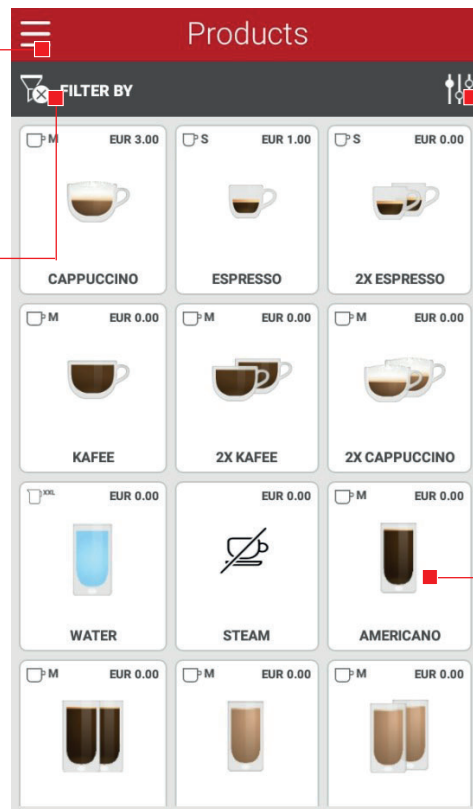 Products
FILTER BY
M EUR 3.00
S EUR 1.00
S EUR 0.00
CAPPUCCINO
ESPRESSO
2X ESPRESSO
M EUR 0.00
M EUR 0.00
M EUR 0.00
KAFEE
2X KAFEE
2X CAPPUCCINO
XXL EUR 0.00
EUR 0.00
M EUR 0.00
WATER
STEAM
AMERICANO
M EUR 0.00
M EUR 0.00
M EUR 0.00